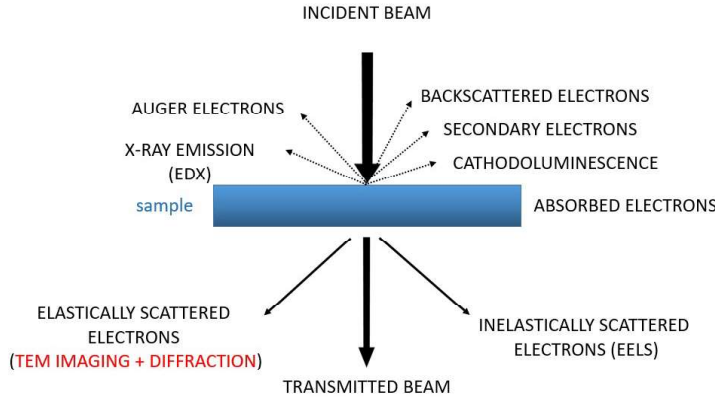 INCIDENT BEAM
AUGER ELECTRONS
BACKSCATTERED ELECTRONS
X-RAY EMISSION
(EDX)
SECONDARY ELECTRONS
CATHODOLUMINESCENCE
sample
ABSORBED ELECTRONS
ELASTICALLY SCATTERED
ELECTRONS
(TEM IMAGING + DIFFRACTION)
INELASTICALLY SCATTERED
ELECTRONS (EELS)
TRANSMITTED BEAM